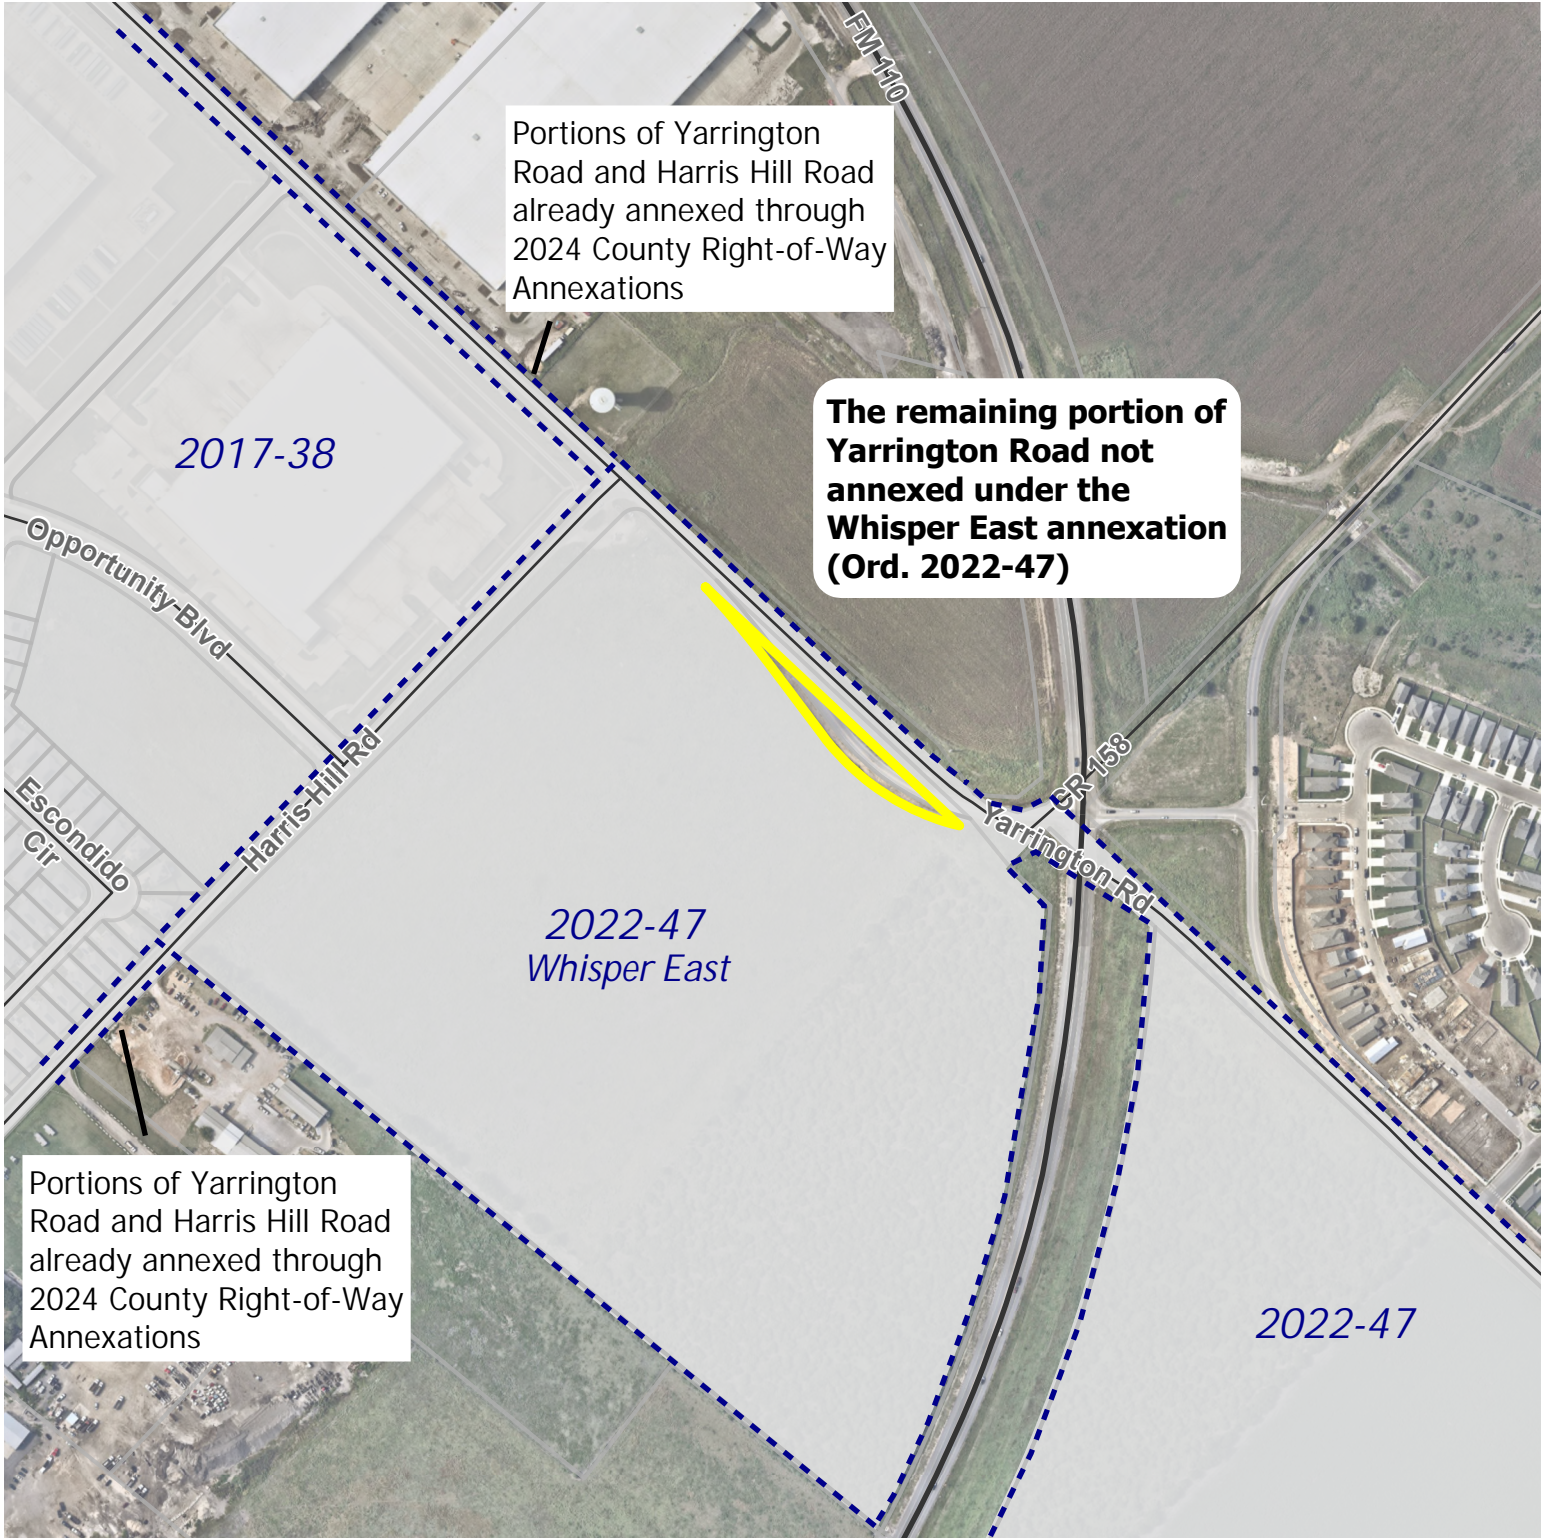 FM 110
Portions of Yarrington
Road and Harris Hill Road
already annexed through
2024 County Right-of-Way
Annexations
The remaining portion of
Yarrington Road not
annexed under the
Whisper East annexation
(Ord. 2022-47)
2017-38
Opportunity Blvd
Harris Hill Rd
Escondido
Cir
CR 158
Yarrington Rd
2022-47
Whisper East
Portions of Yarrington
Road and Harris Hill Road
already annexed through
2024 County Right-of-Way
Annexations
2022-47